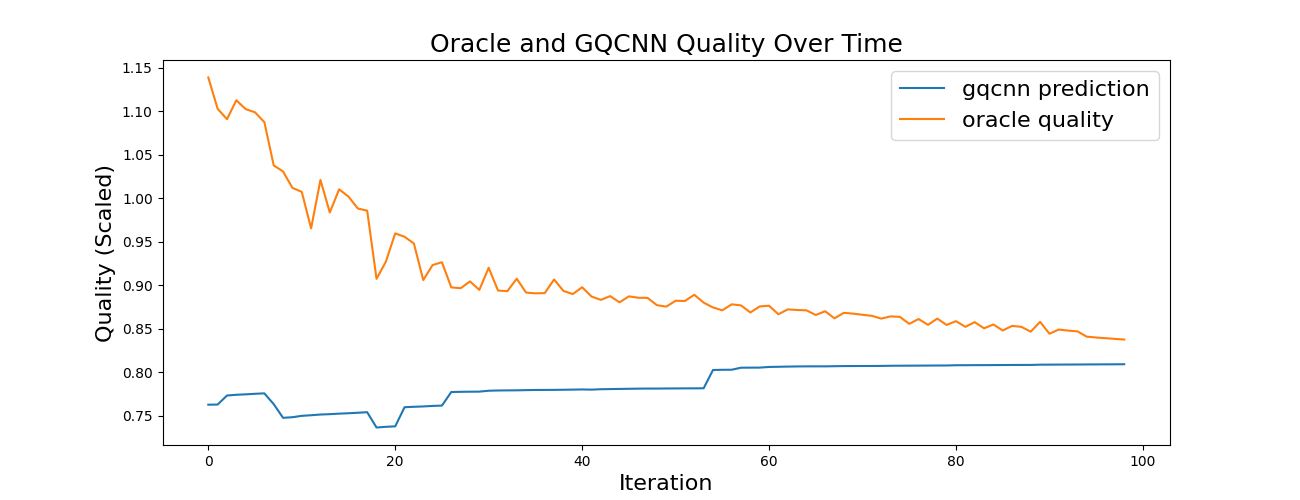 Oracle and GQCNN Quality Over Time
gqcnn prediction
oracle quality
Quality (Scaled)
1.15
1.10
1.05
1.00
0.95
0.90
0.85
0.80
0.75
0 20 40 60 80 100
Iteration